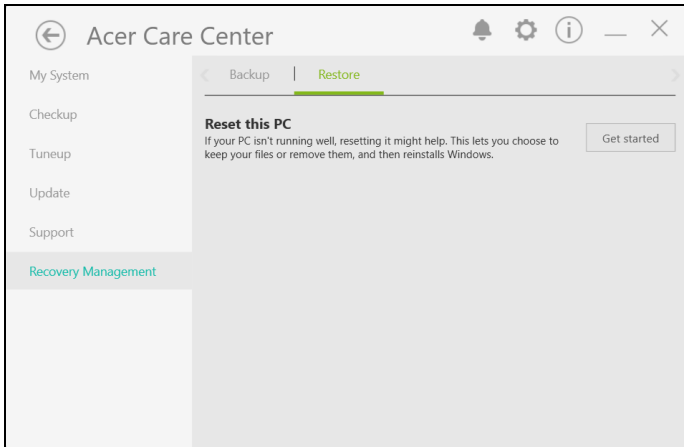 Acer Care Center
My System
Backup | Restore
Checkup
Reset this PC
If your PC isn't running well, resetting it might help. This lets you choose to
keep your files or remove them, and then reinstalls Windows.
Get started
Tuneup
Update
Support
Recovery Management